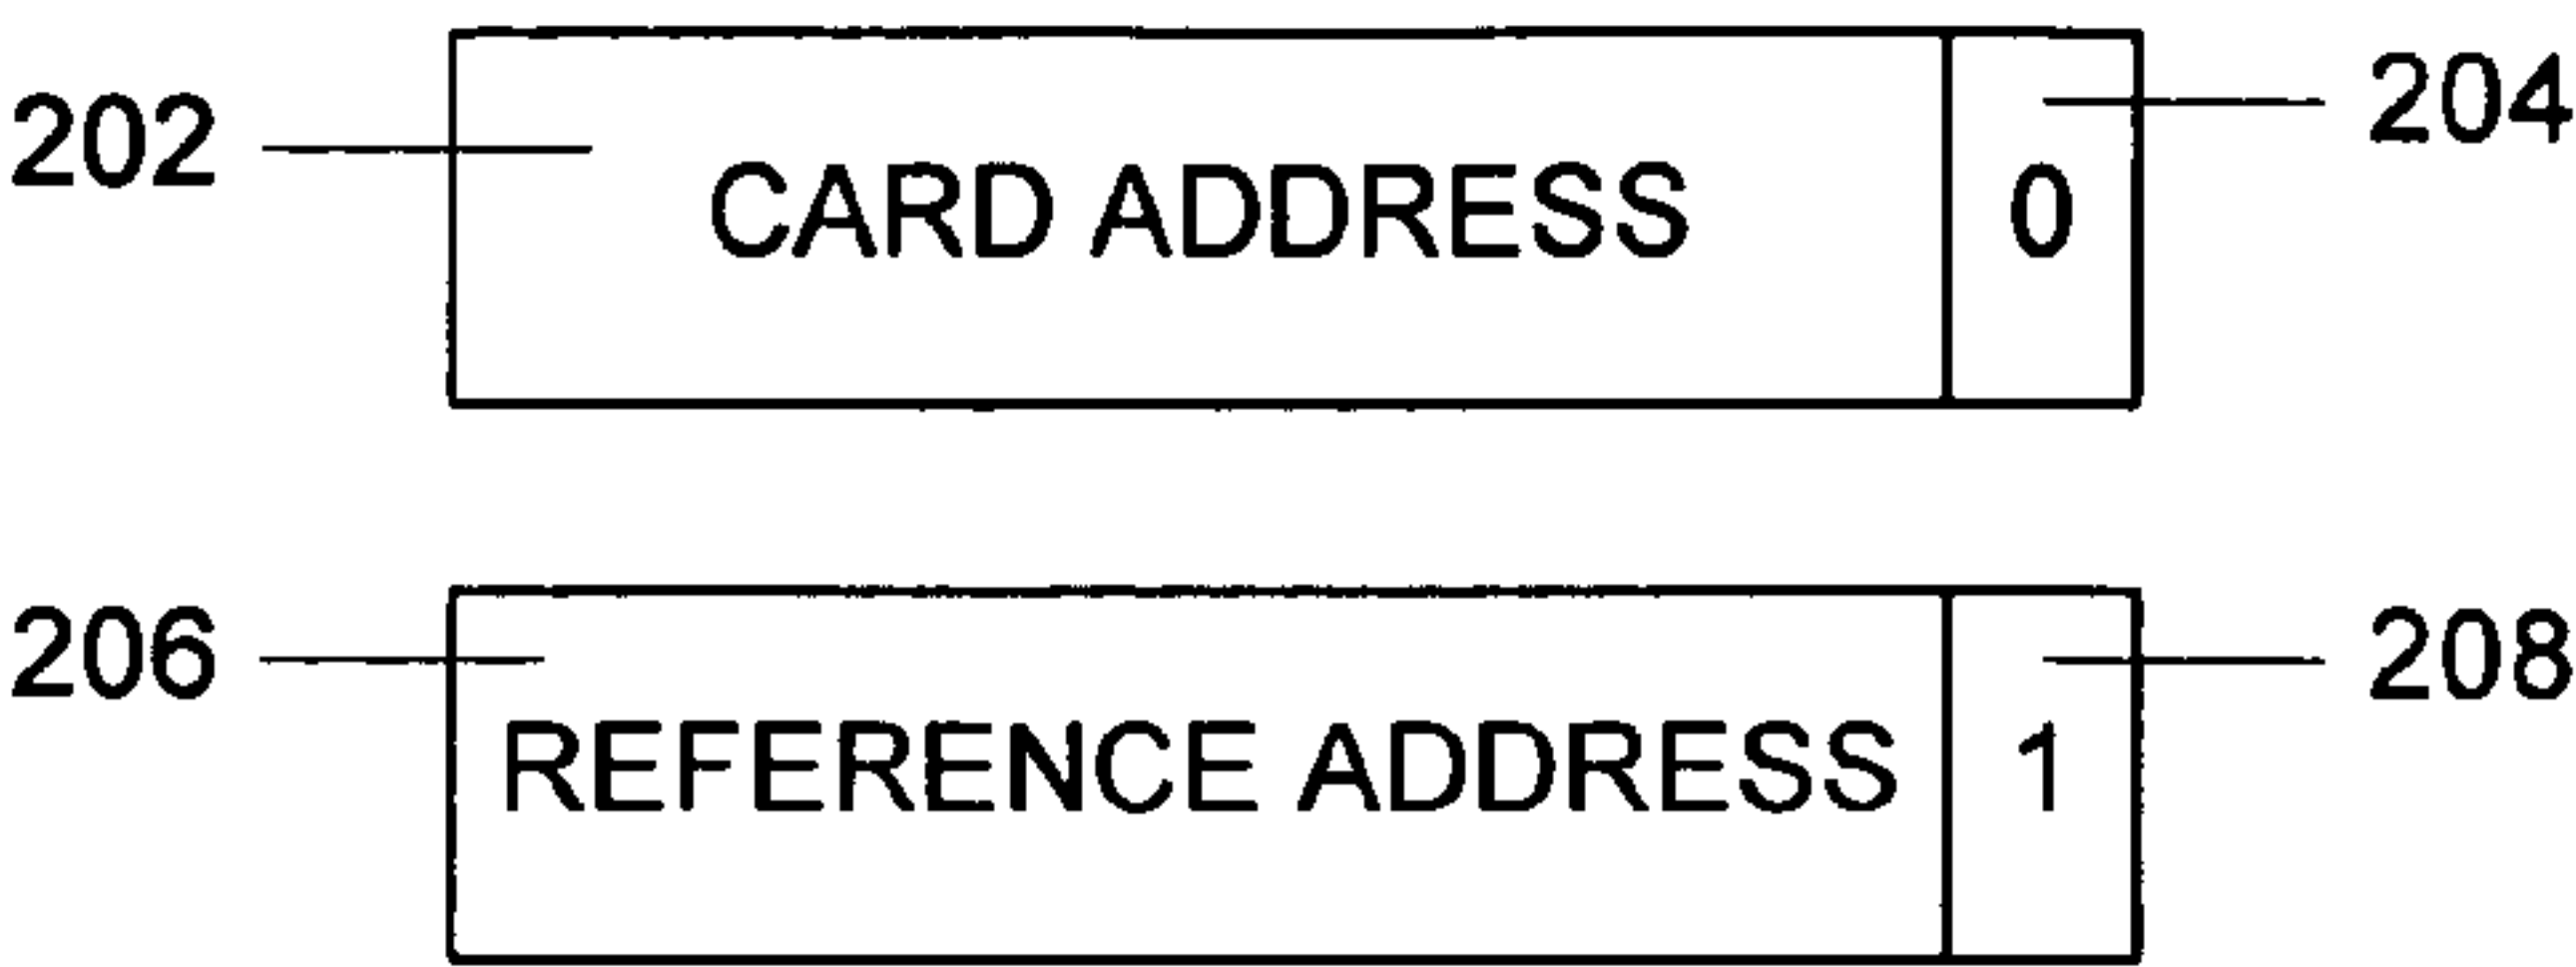 202 CARD ADDRESS 0 204
206 REFERENCE ADDRESS 1 208